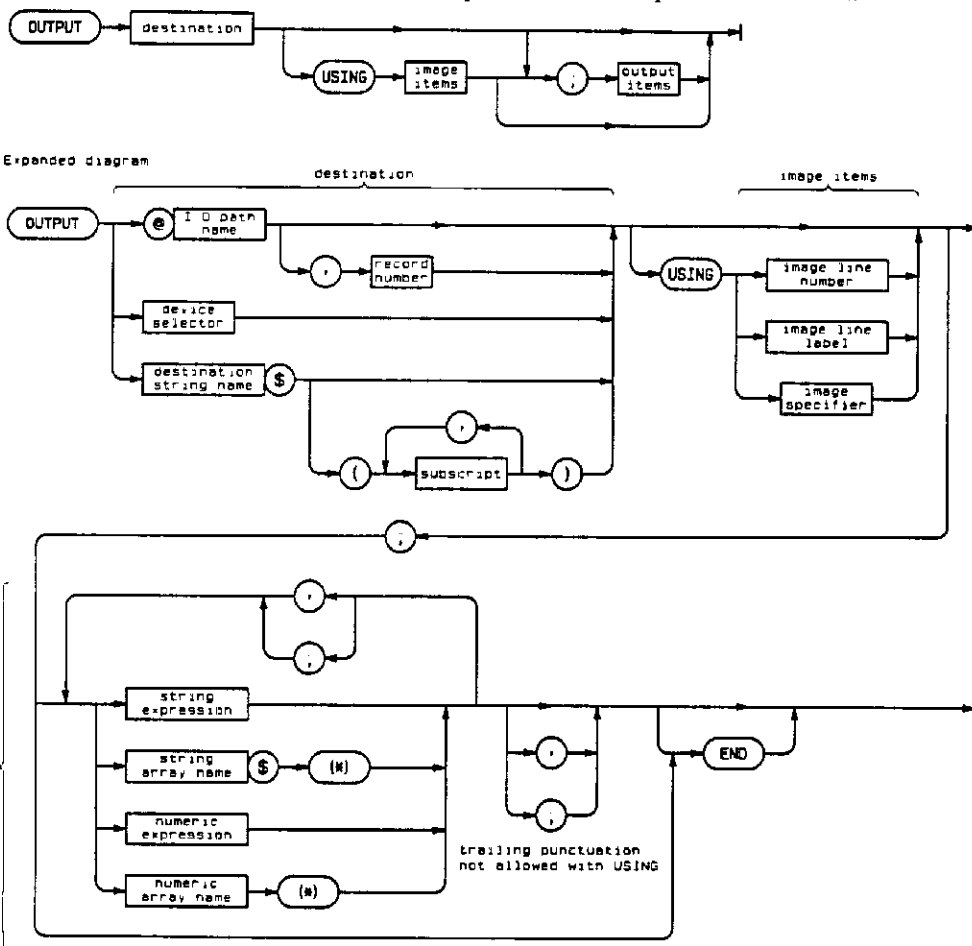 OUTPUT destination
USING image items ; output items
Expanded diagram
destination
image items
OUTPUT @ I O path name
, record number
USING image line number
device selector
image line label
destination string name $
image specifier
,
( subscript )
;
,
;
string expression
string array name $ (*)
,
END
numeric expression
;
trailing punctuation
not allowed with USING
numeric array name (*)